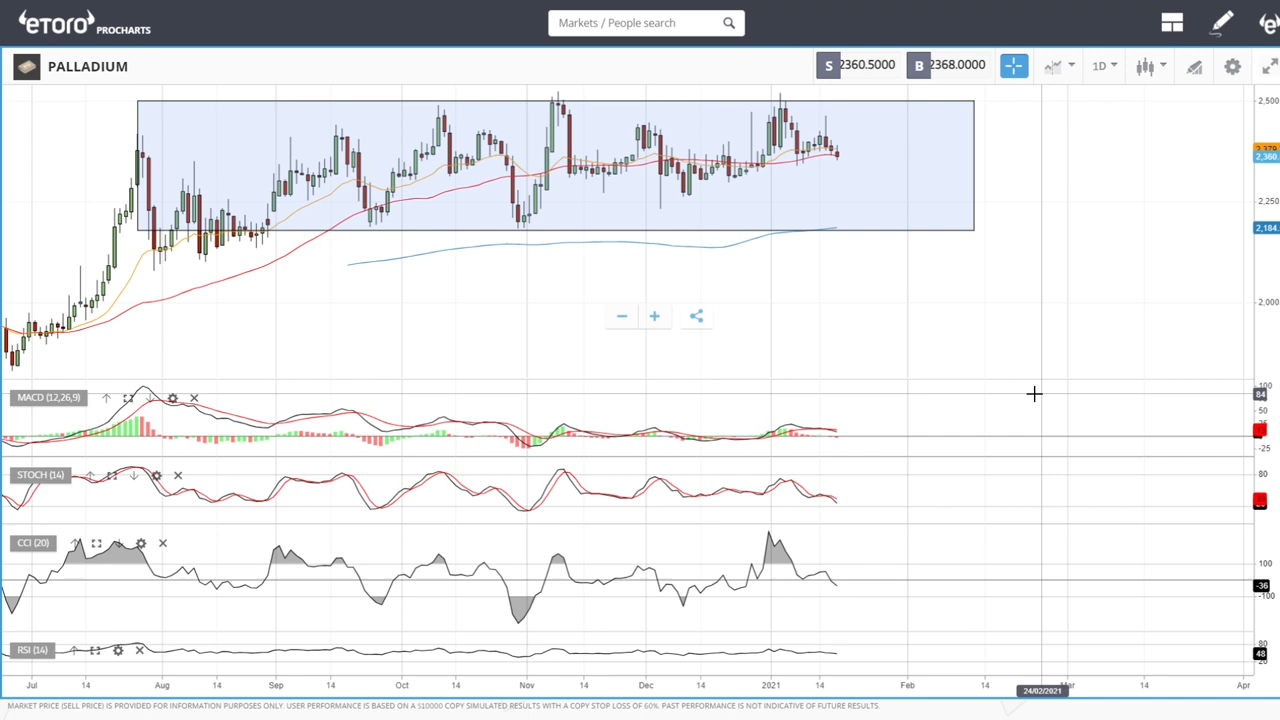 eToro PROCHARTS
Markets / People search
PALLADIUM
S 2360.5000
B 2368.0000
1D
2,500
2,379
2,360
2,250
2,184.
2,000
MACD (12,26,9)
100
84
50
-25
STOCH (14)
80
CCI (20)
100
-36
-100
RSI (14)
80
48
20
Jul 14 Aug 14 Sep 14 Oct 14 Nov 14 Dec 14 2021 14 Feb 14 Mar 14 Apr
24/02/2021
MARKET PRICE (SELL PRICE) IS PROVIDED FOR INFORMATION PURPOSES ONLY. USER PERFORMANCE IS BASED ON A $10000 COPY SIMULATED RESULTS WITH A COPY STOP LOSS OF 60%. PAST PERFORMANCE IS NOT INDICATIVE OF FUTURE RESULTS.